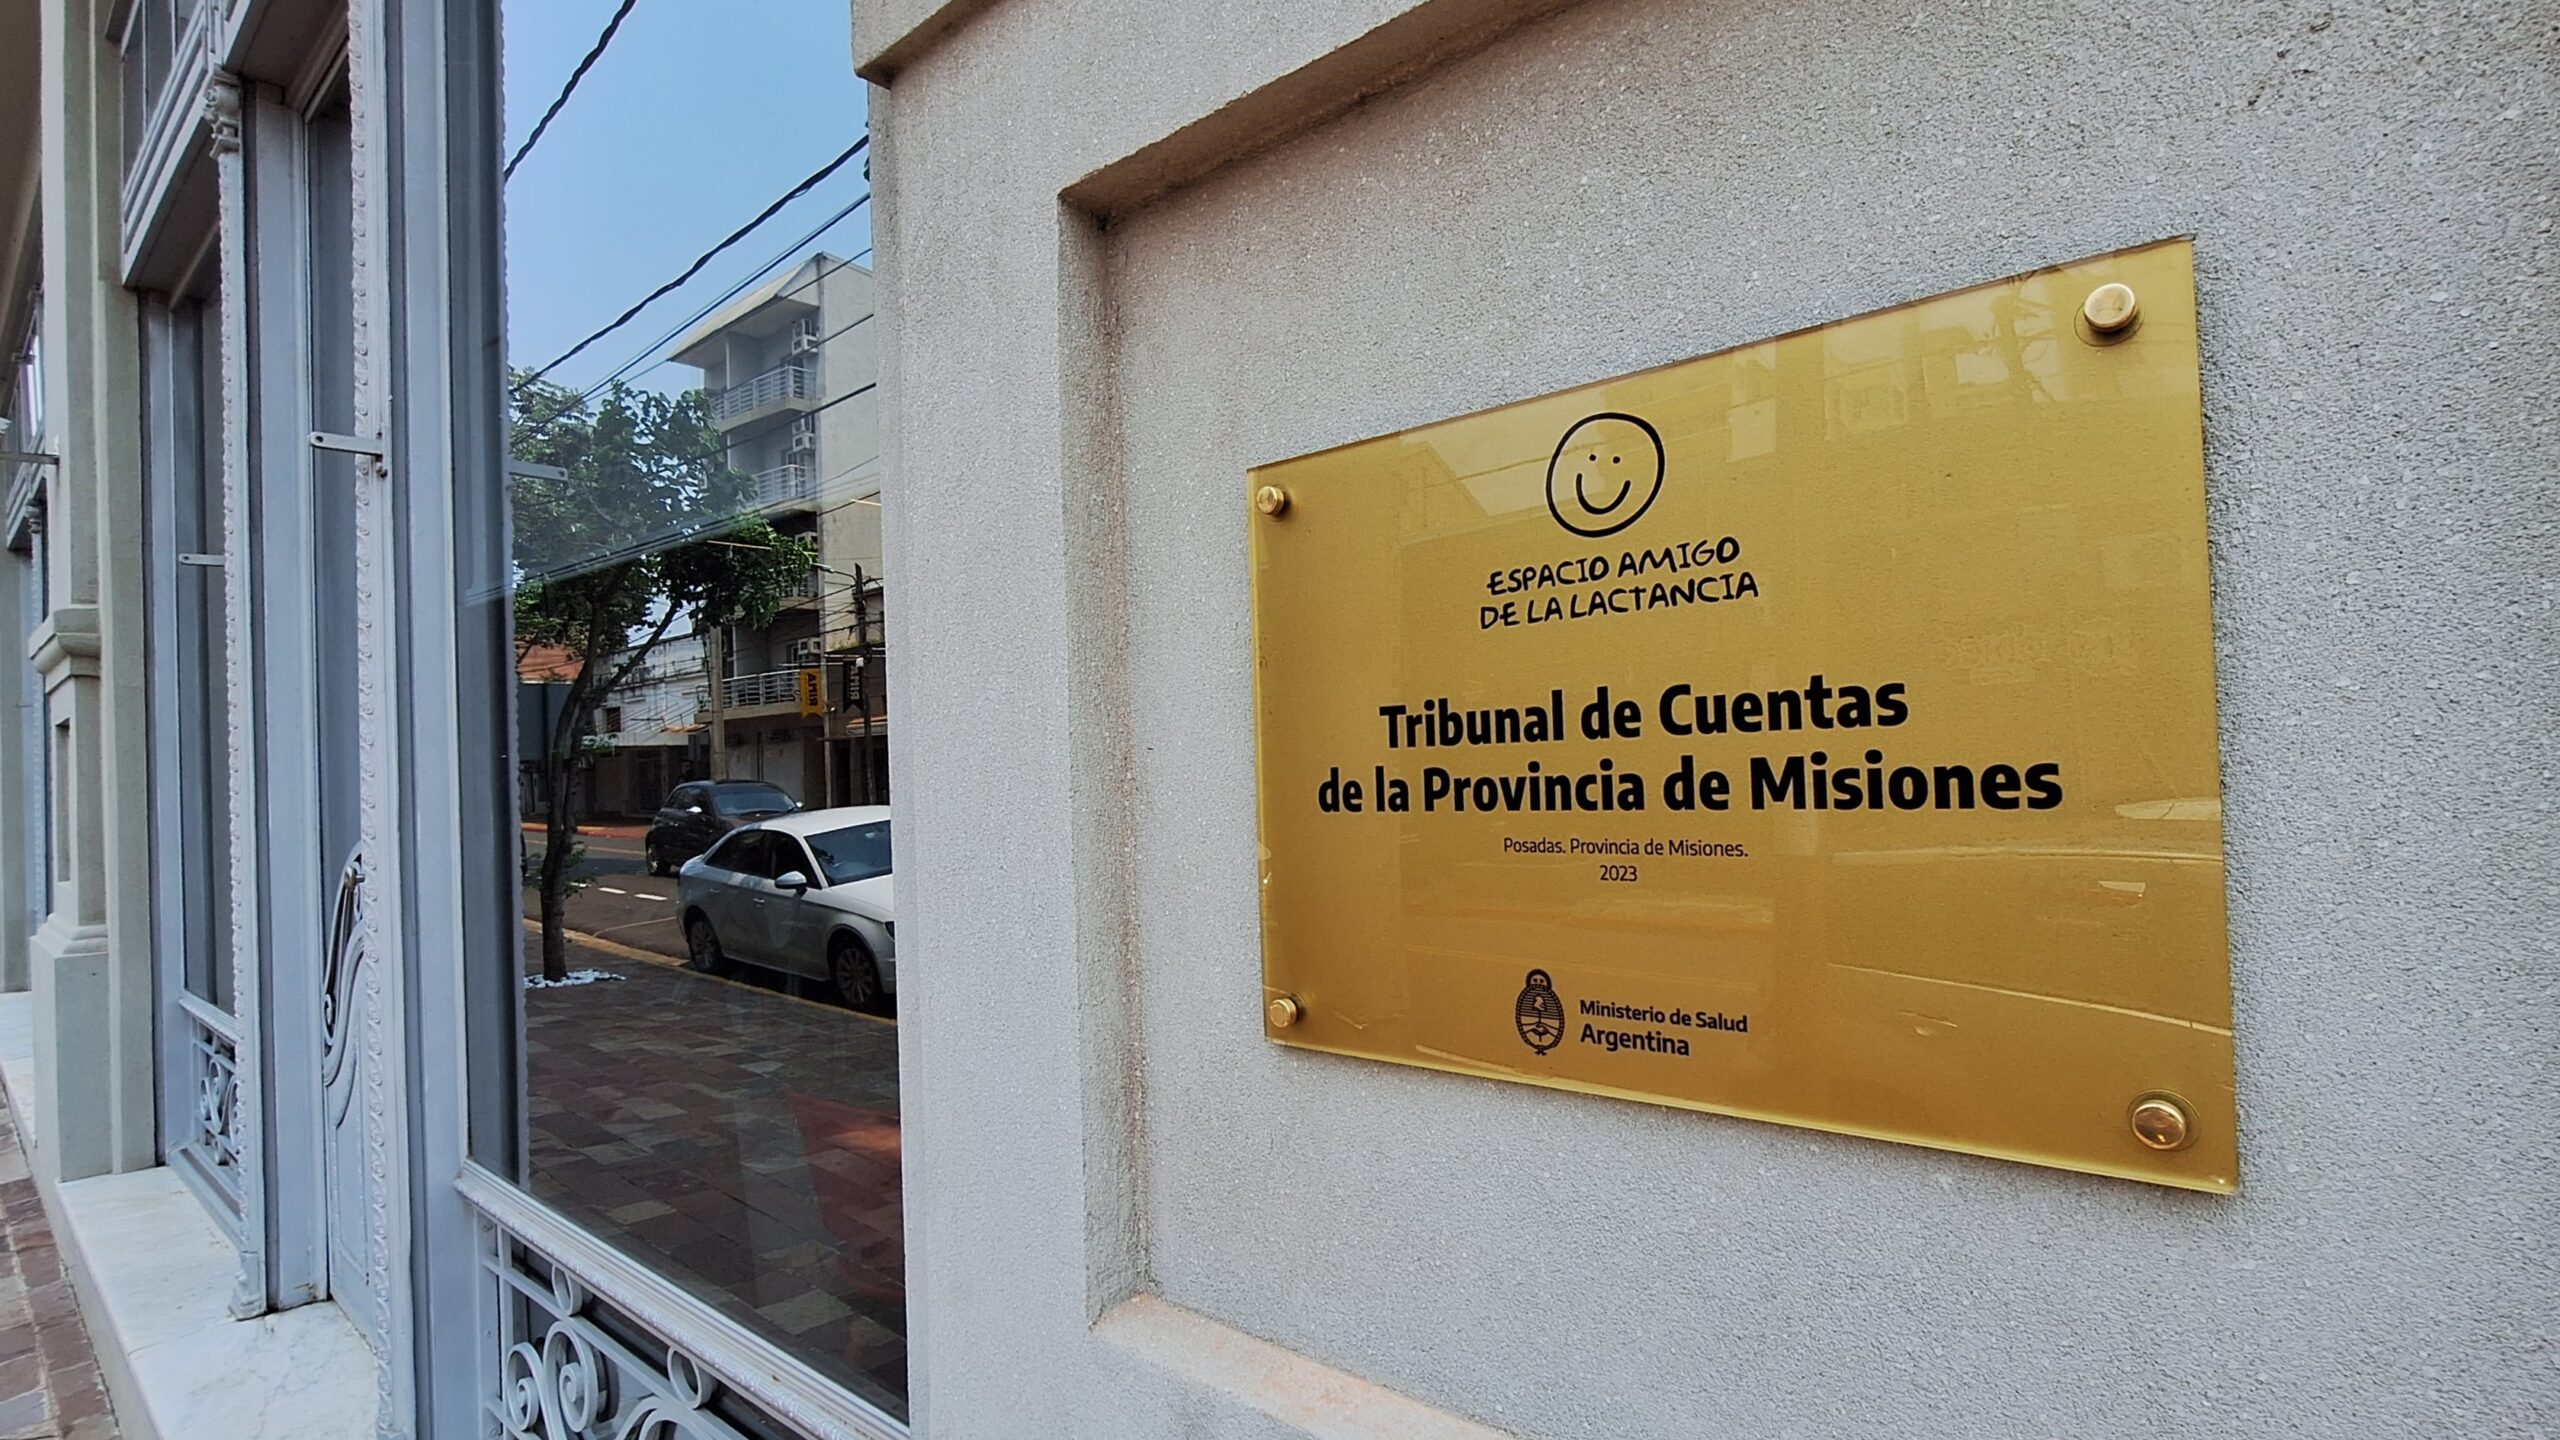 ESPACIO AMIGO
DE LA LACTANCIA
Tribunal de Cuentas
de la Provincia de Misiones
Posadas. Provincia de Misiones.
2023
Ministerio de Salud
Argentina